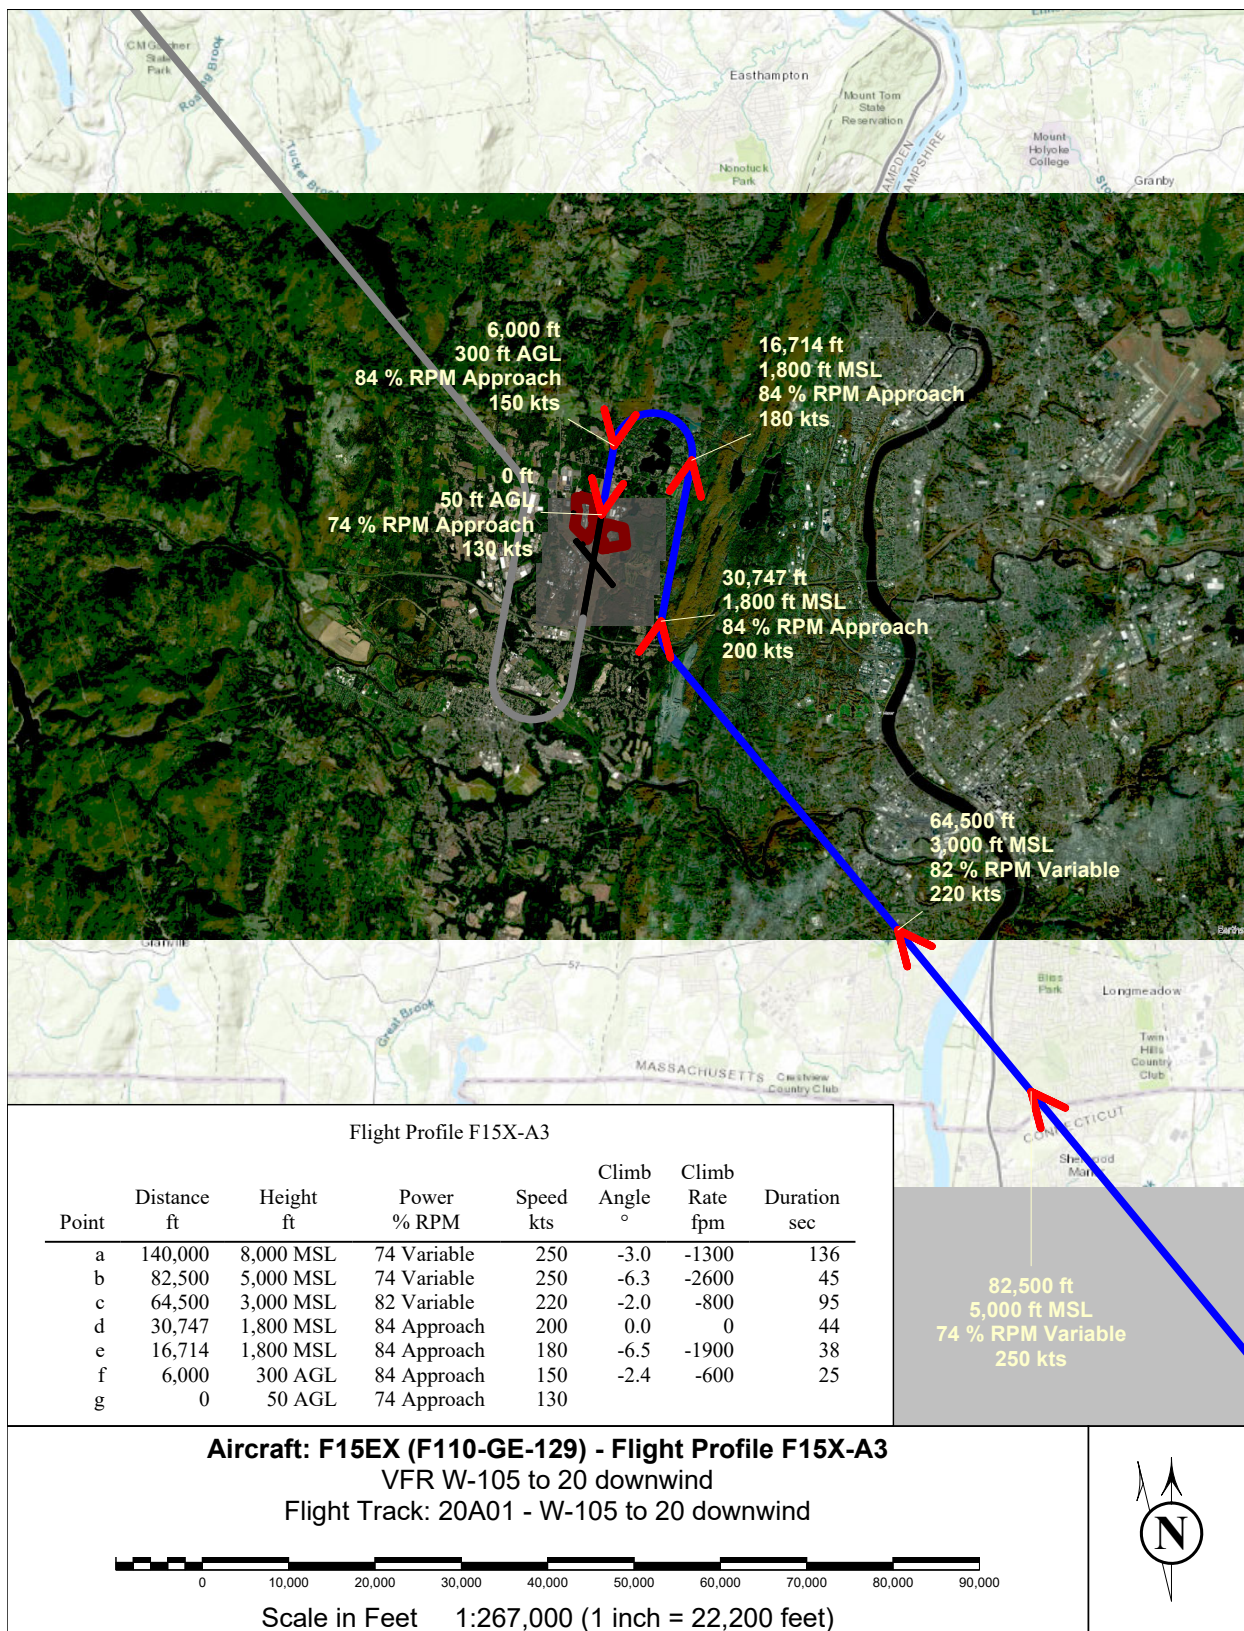 CM Gardner
State
Park
Roaring Brook
Tucker Brook
Easthampton
Mount Tom
State
Reservation
Nonotuck
Park
HAMPDEN
HAMPSHIRE
Mount
Holyoke
College
Granby
6,000 ft
300 ft AGL
84 % RPM Approach
150 kts
16,714 ft
1,800 ft MSL
84 % RPM Approach
180 kts
0 ft
50 ft AGL
74 % RPM Approach
130 kts
30,747 ft
1,800 ft MSL
84 % RPM Approach
200 kts
64,500 ft
3,000 ft MSL
82 % RPM Variable
220 kts
Granville
57
Great Brook
Bliss
Park
Longmeadow
Twin
Hills
Country
Club
MASSACHUSETTS
Crestview
Country Club
CONNECTICUT
Sherwood
Manor
82,500 ft
5,000 ft MSL
74 % RPM Variable
250 kts
Flight Profile F15X-A3
Climb Climb
Distance Height Power Speed Angle Rate Duration
Point ft ft % RPM kts ° fpm sec
a 140,000 8,000 MSL 74 Variable 250 -3.0 -1300 136
b 82,500 5,000 MSL 74 Variable 250 -6.3 -2600 45
c 64,500 3,000 MSL 82 Variable 220 -2.0 -800 95
d 30,747 1,800 MSL 84 Approach 200 0.0 0 44
e 16,714 1,800 MSL 84 Approach 180 -6.5 -1900 38
f 6,000 300 AGL 84 Approach 150 -2.4 -600 25
g 0 50 AGL 74 Approach 130
Aircraft: F15EX (F110-GE-129) - Flight Profile F15X-A3
VFR W-105 to 20 downwind
Flight Track: 20A01 - W-105 to 20 downwind
0 10,000 20,000 30,000 40,000 50,000 60,000 70,000 80,000 90,000
Scale in Feet 1:267,000 (1 inch = 22,200 feet)
N